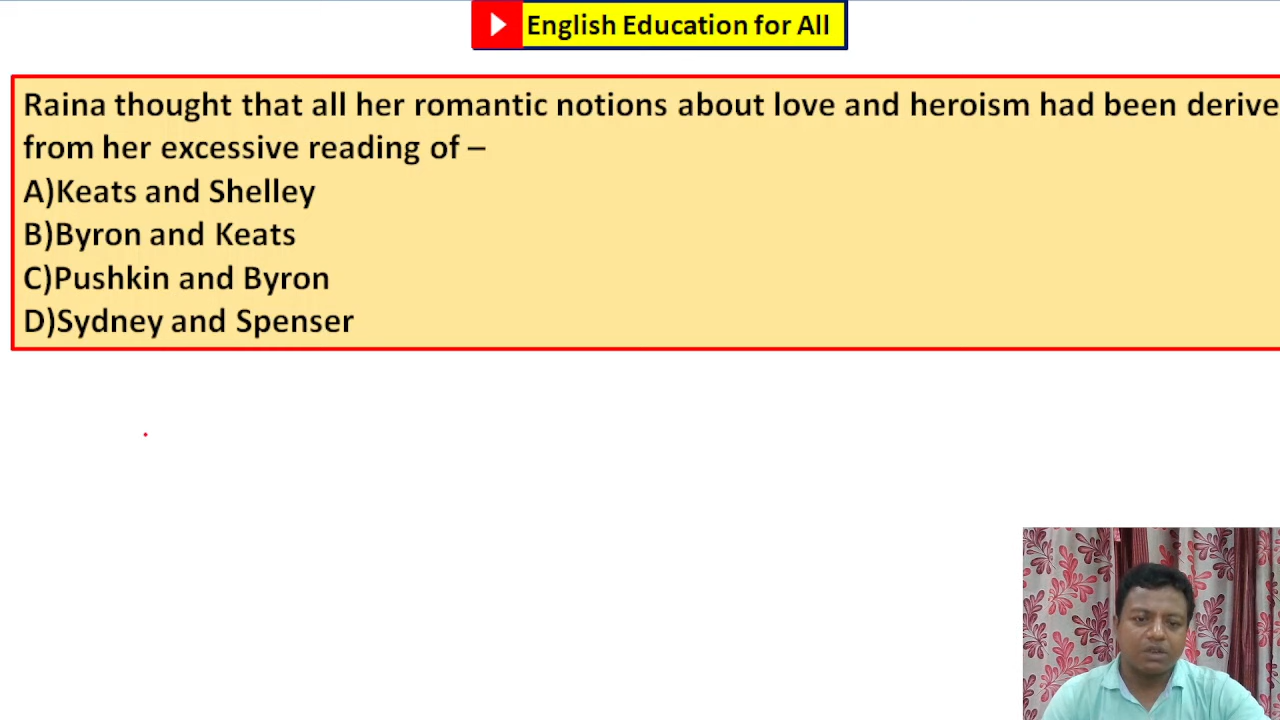 English Education for All
Raina thought that all her romantic notions about love and heroism had been derive
from her excessive reading of –
A)Keats and Shelley
B)Byron and Keats
C)Pushkin and Byron
D)Sydney and Spenser